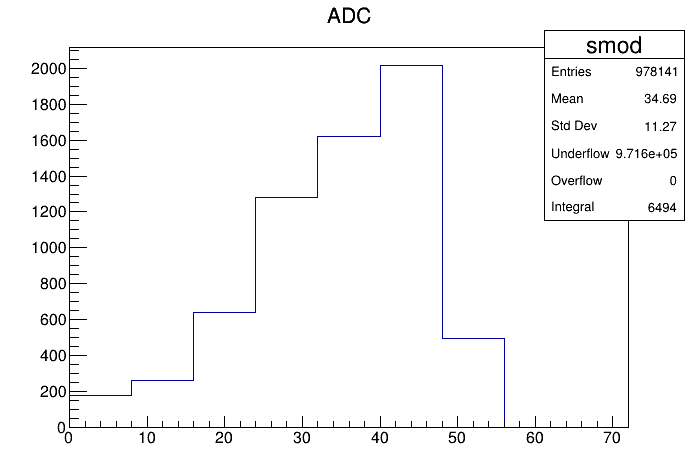 ADC
smod
Entries 978141
Mean 34.69
Std Dev 11.27
Underflow 9.716e+05
Overflow 0
Integral 6494
2000
1800
1600
1400
1200
1000
800
600
400
200
0
0 10 20 30 40 50 60 70